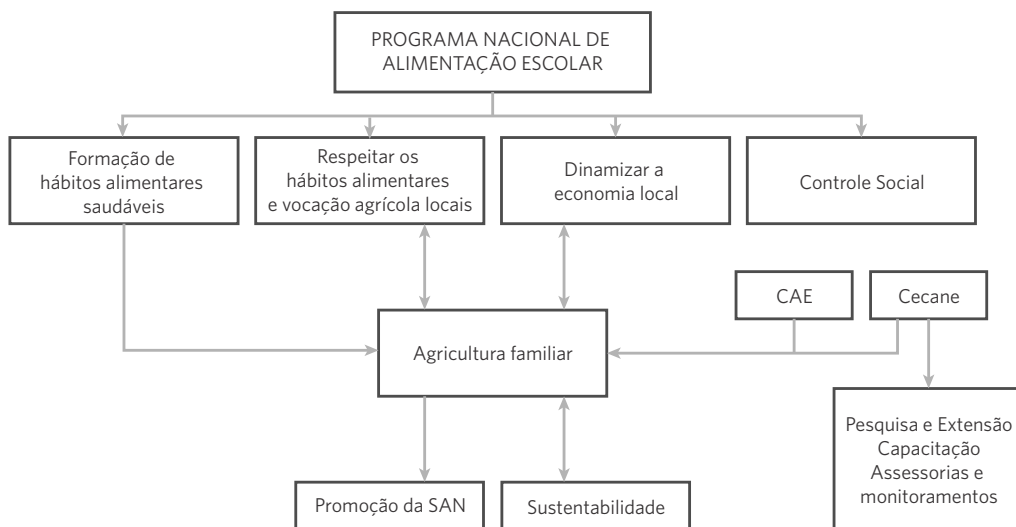 PROGRAMA NACIONAL DE
ALIMENTAÇÃO ESCOLAR
Formação de
hábitos alimentares
saudáveis
Respeitar os
hábitos alimentares
e vocação agrícola locais
Dinamizar a
economia local
Controle Social
CAE
Cecane
Agricultura familiar
Pesquisa e Extensão
Capacitação
Assessorias e
monitoramentos
Promoção da SAN
Sustentabilidade